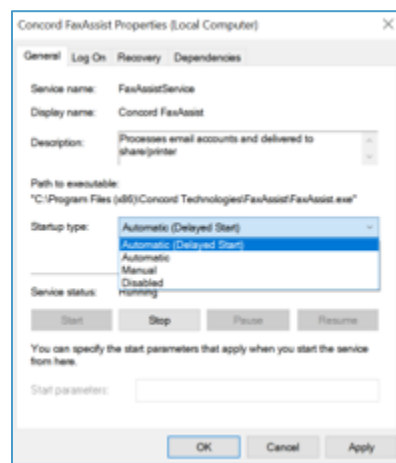 Concord FaxAssist Properties (Local Computer)
General Log On Recovery Dependencies
Service name: FaxAssistService
Display name: Concord FaxAssist
Description: Processes email accounts and delivered to
share/printer
Path to executable:
"C:\Program Files (x86)\Concord Technologies\FaxAssist\FaxAssist.exe"
Startup type: Automatic (Delayed Start)
Automatic (Delayed Start)
Automatic
Manual
Disabled
Service status: Running
Start Stop Pause Resume
You can specify the start parameters that apply when you start the service
from here.
Start parameters:
OK Cancel Apply